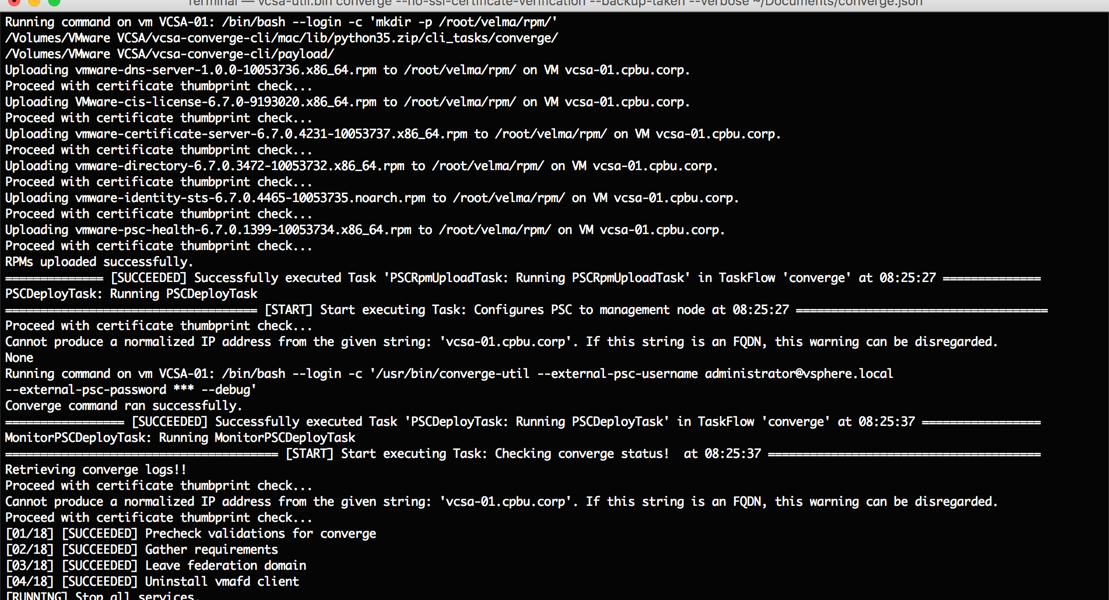 Terminal — vcsa-util.bin converge --no-ssl-certificate-verification --backup-taken --verbose ~/Documents/converge.json
Running command on vm VCSA-01: /bin/bash --login -c 'mkdir -p /root/velma/rpm/'
/Volumes/VMware VCSA/vcsa-converge-cli/mac/lib/python35.zip/cli_tasks/converge/
/Volumes/VMware VCSA/vcsa-converge-cli/payload/
Uploading vmware-dns-server-1.0.0-10053736.x86_64.rpm to /root/velma/rpm/ on VM vcsa-01.cpbu.corp.
Proceed with certificate thumbprint check...
Uploading VMware-cis-license-6.7.0-9193020.x86_64.rpm to /root/velma/rpm/ on VM vcsa-01.cpbu.corp.
Proceed with certificate thumbprint check...
Uploading vmware-certificate-server-6.7.0.4231-10053737.x86_64.rpm to /root/velma/rpm/ on VM vcsa-01.cpbu.corp.
Proceed with certificate thumbprint check...
Uploading vmware-directory-6.7.0.3472-10053732.x86_64.rpm to /root/velma/rpm/ on VM vcsa-01.cpbu.corp.
Proceed with certificate thumbprint check...
Uploading vmware-identity-sts-6.7.0.4465-10053735.noarch.rpm to /root/velma/rpm/ on VM vcsa-01.cpbu.corp.
Proceed with certificate thumbprint check...
Uploading vmware-psc-health-6.7.0.1399-10053734.x86_64.rpm to /root/velma/rpm/ on VM vcsa-01.cpbu.corp.
Proceed with certificate thumbprint check...
RPMs uploaded successfully.
============== [SUCCEEDED] Successfully executed Task 'PSCRpmUploadTask: Running PSCRpmUploadTask' in TaskFlow 'converge' at 08:25:27 ==============
PSCDeployTask: Running PSCDeployTask
==================================== [START] Start executing Task: Configures PSC to management node at 08:25:27 ====================================
Proceed with certificate thumbprint check...
Cannot produce a normalized IP address from the given string: 'vcsa-01.cpbu.corp'. If this string is an FQDN, this warning can be disregarded.
None
Running command on vm VCSA-01: /bin/bash --login -c '/usr/bin/converge-util --external-psc-username administrator@vsphere.local
--external-psc-password *** --debug'
Converge command ran successfully.
================= [SUCCEEDED] Successfully executed Task 'PSCDeployTask: Running PSCDeployTask' in TaskFlow 'converge' at 08:25:37 =================
MonitorPSCDeployTask: Running MonitorPSCDeployTask
======================================= [START] Start executing Task: Checking converge status!  at 08:25:37 =======================================
Retrieving converge logs!!
Proceed with certificate thumbprint check...
Cannot produce a normalized IP address from the given string: 'vcsa-01.cpbu.corp'. If this string is an FQDN, this warning can be disregarded.
Proceed with certificate thumbprint check...
[01/18] [SUCCEEDED] Precheck validations for converge
[02/18] [SUCCEEDED] Gather requirements
[03/18] [SUCCEEDED] Leave federation domain
[04/18] [SUCCEEDED] Uninstall vmafd client
[RUNNING] Stop all services.